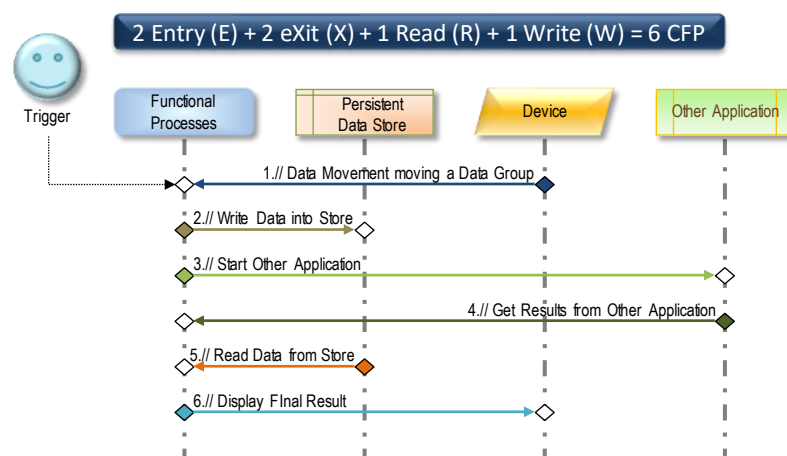 2 Entry (E) + 2 eXit (X) + 1 Read (R) + 1 Write (W) = 6 CFP
Trigger
Functional
Processes
Persistent
Data Store
Device
Other Application
1.// Data Movement moving a Data Group
2.// Write Data into Store
3.// Start Other Application
4.// Get Results from Other Application
5.// Read Data from Store
6.// Display FInal Result